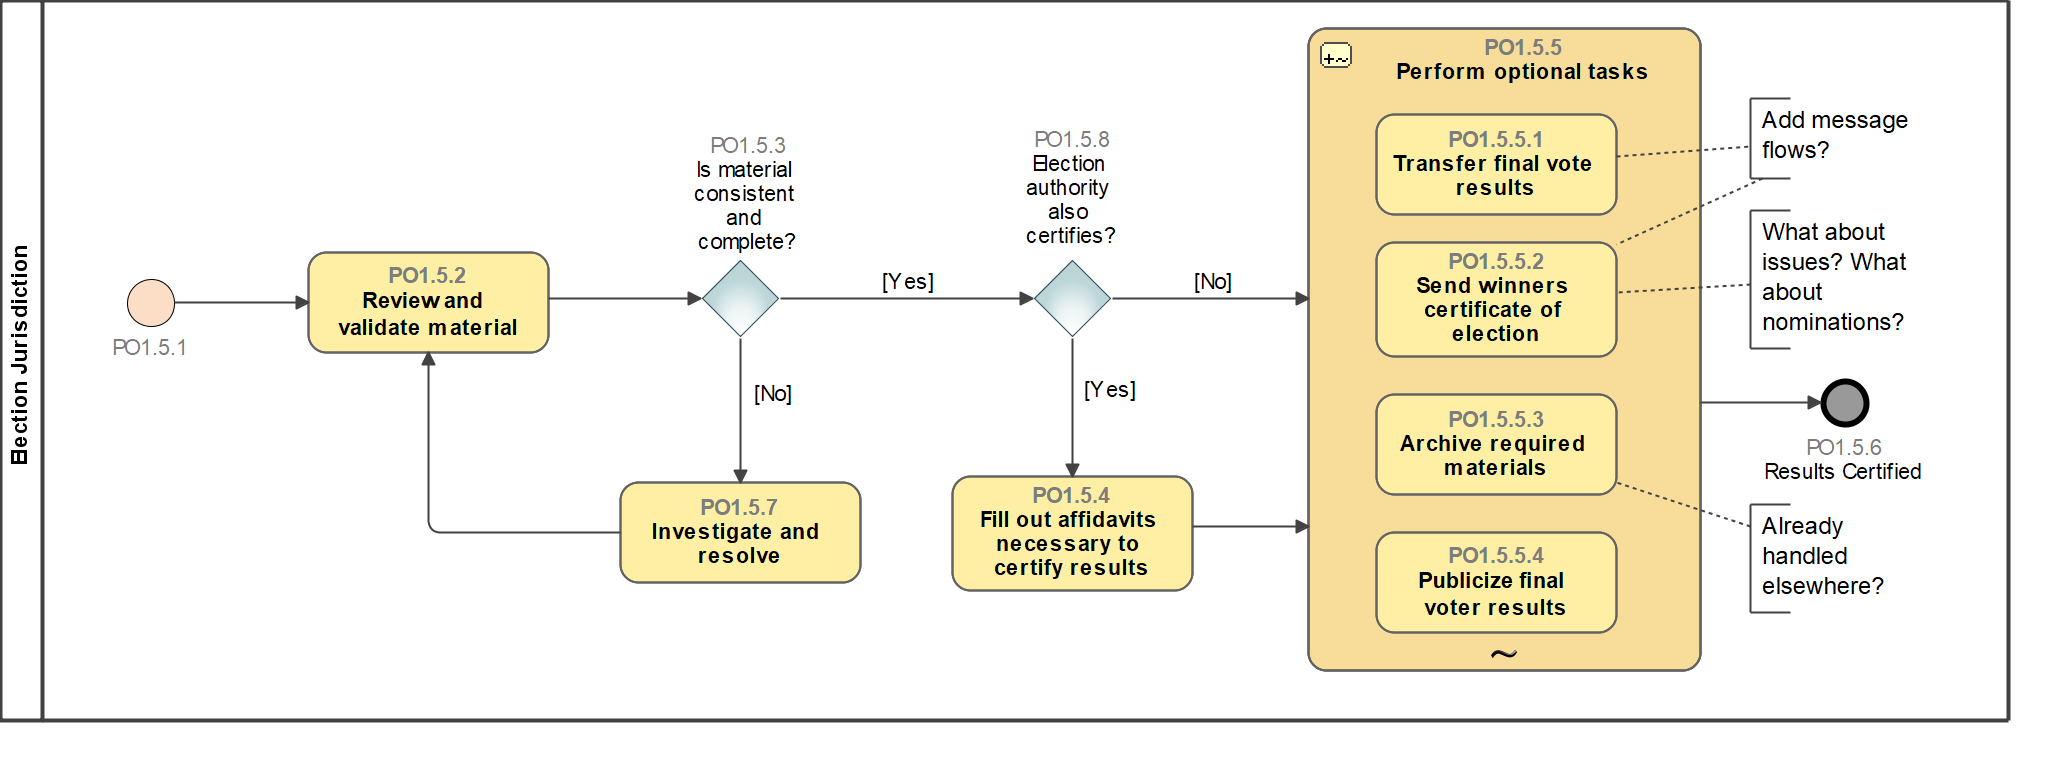 Election Jurisdiction
PO1.5.1
PO1.5.2
Review and
validate material
PO1.5.3
Is material
consistent
and
complete?
[Yes]
[No]
PO1.5.7
Investigate and
resolve
PO1.5.8
Election
authority
also
certifies?
[No]
[Yes]
PO1.5.4
Fill out affidavits
necessary to
certify results
PO1.5.5
Perform optional tasks
PO1.5.5.1
Transfer final vote
results
PO1.5.5.2
Send winners
certificate of
election
PO1.5.5.3
Archive required
materials
PO1.5.5.4
Publicize final
voter results
Add message
flows?
What about
issues? What
about
nominations?
PO1.5.6
Results Certified
Already
handled
elsewhere?